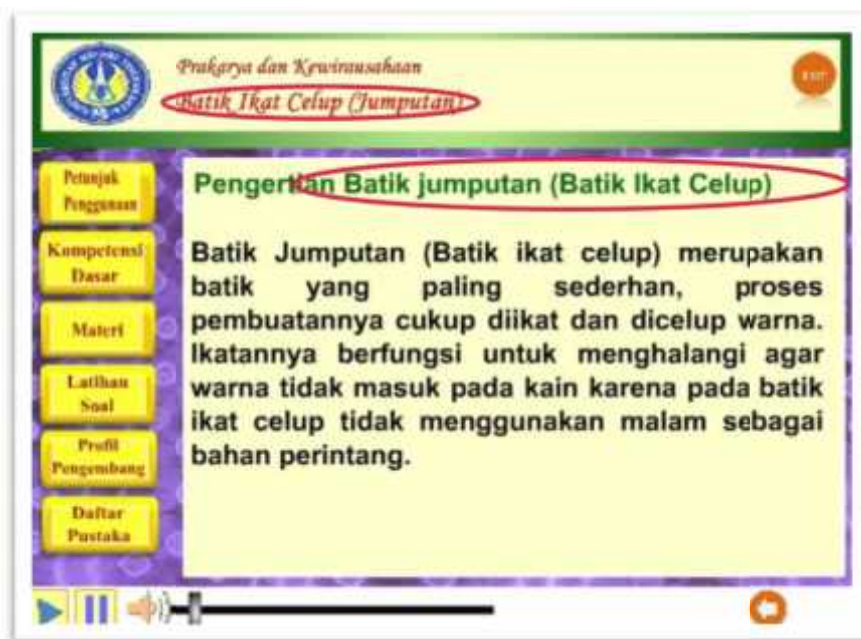 Prakarya dan Kewirausahaan
Batik Ikat Celup (Jumputan)
EXIT
Petunjuk
Penggunaan
Kompetensi
Dasar
Materi
Latihan
Soal
Profil
Pengembang
Daftar
Pustaka
Pengertian Batik jumputan (Batik Ikat Celup)
Batik Jumputan (Batik ikat celup) merupakan
batik yang paling sederhan, proses
pembuatannya cukup diikat dan dicelup warna.
Ikatannya berfungsi untuk menghalangi agar
warna tidak masuk pada kain karena pada batik
ikat celup tidak menggunakan malam sebagai
bahan perintang.